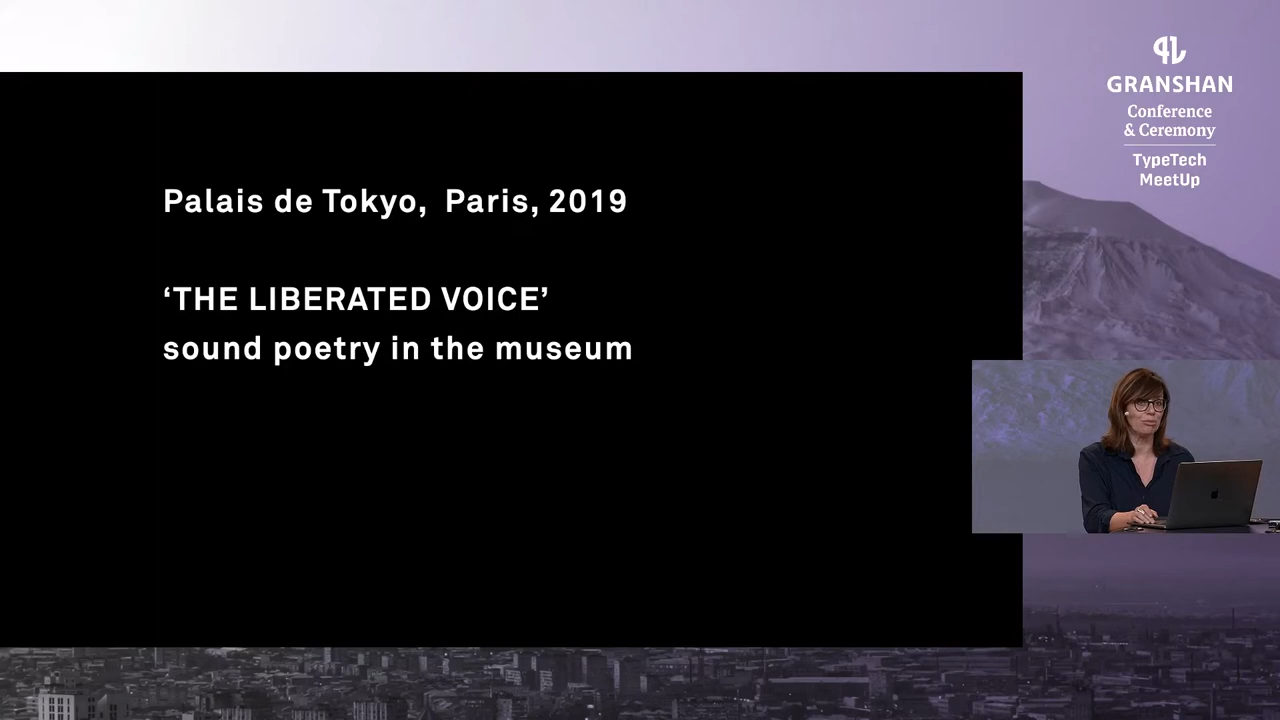 Palais de Tokyo, Paris, 2019
‘THE LIBERATED VOICE’
sound poetry in the museum
GRANSHAN
Conference
& Ceremony
TypeTech
MeetUp